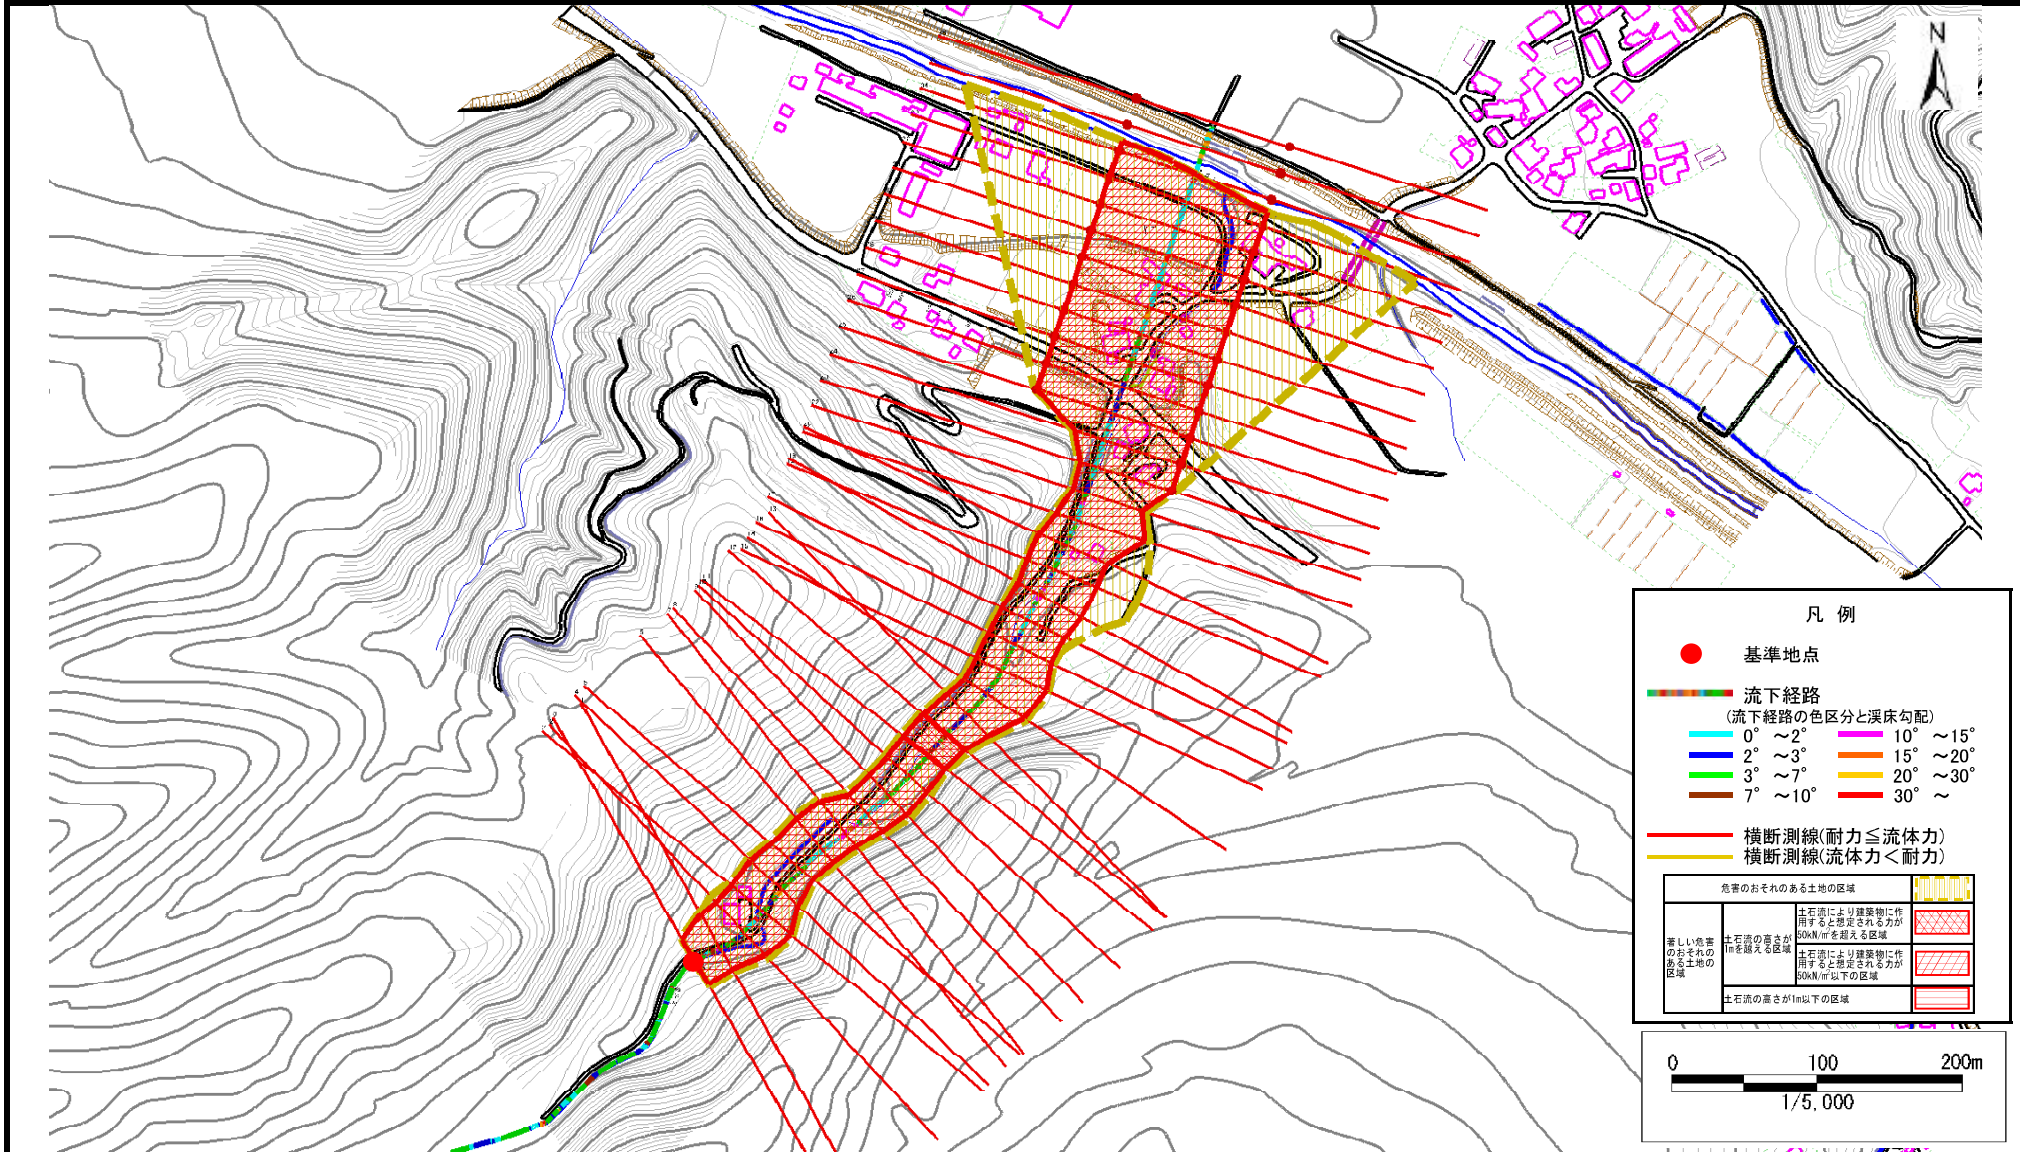 N
凡 例
基準地点
流下経路
(流下経路の色区分と渓床勾配)
0° ～2° 10° ～15°
2° ～3° 15° ～20°
3° ～7° 20° ～30°
7° ～10° 30° ～
横断測線(耐力≦流体力)
横断測線(流体力＜耐力)
危害のおそれのある土地の区域
著しい危害
のおそれの
ある土地の
区域
土石流の高さが
1mを越える区域
土石流により建築物に作
用すると想定される力が
50kN/㎡を超える区域
土石流により建築物に作
用すると想定される力が
50kN/㎡以下の区域
土石流の高さが1m以下の区域
0 100 200m
1/5,000